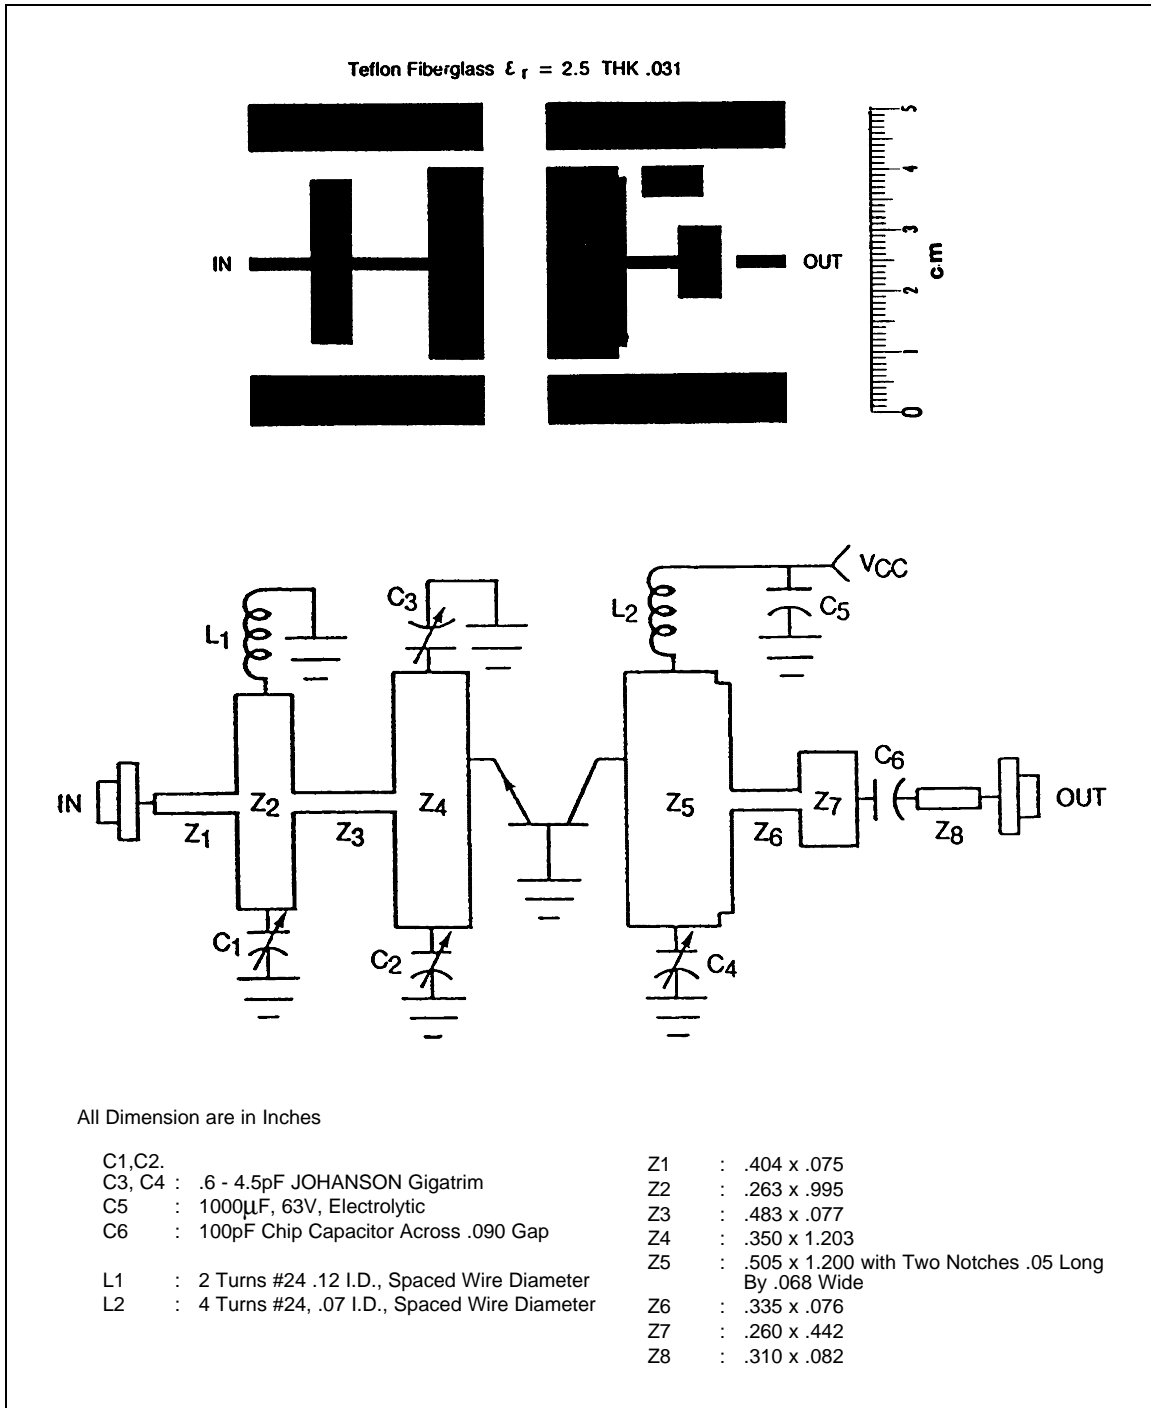 Teflon Fiberglass ε r = 2.5 THK .031
5
4
IN
3
OUT
cm
2
1
0
C3
L1
L2
VCC
C5
IN
Z1
Z2
Z3
Z4
Z5
Z6
Z7
C6
Z8
OUT
C1
C2
C4
All Dimension are in Inches
C1,C2.
C3, C4 : .6 - 4.5pF JOHANSON Gigatrim
C5 : 1000µF, 63V, Electrolytic
C6 : 100pF Chip Capacitor Across .090 Gap
L1 : 2 Turns #24 .12 I.D., Spaced Wire Diameter
L2 : 4 Turns #24, .07 I.D., Spaced Wire Diameter
Z1 : .404 x .075
Z2 : .263 x .995
Z3 : .483 x .077
Z4 : .350 x 1.203
Z5 : .505 x 1.200 with Two Notches .05 Long
By .068 Wide
Z6 : .335 x .076
Z7 : .260 x .442
Z8 : .310 x .082